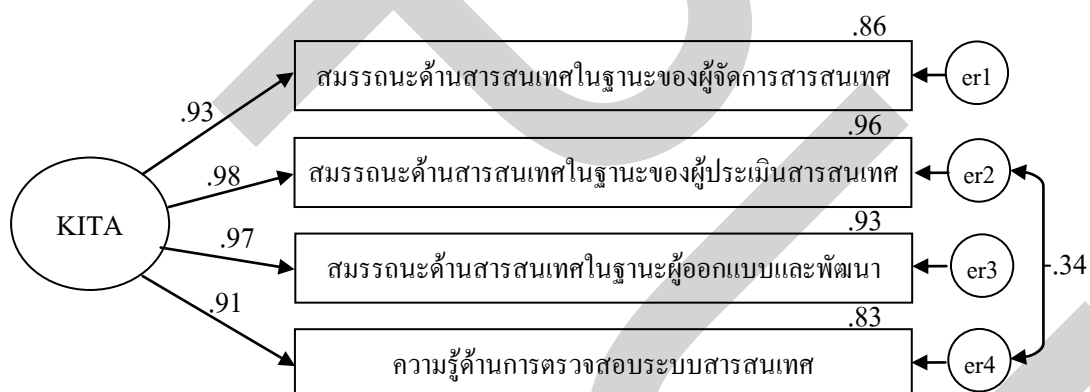 .86
สมรรถนะด้านสารสนเทศในฐานะของผู้จัดการสารสนเทศ
er1
.93
.96
สมรรถนะด้านสารสนเทศในฐานะของผู้ประเมินสารสนเทศ
er2
.98
KITA
.93
.97
สมรรถนะด้านสารสนเทศในฐานะผู้ออกแบบและพัฒนา
er3
-.34
.91
.83
ความรู้ด้านการตรวจสอบระบบสารสนเทศ
er4